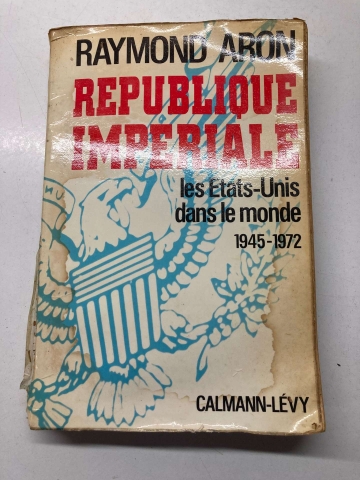 RAYMOND ARON
REPUBLIQUE
IMPERIALE
les Etats-Unis
dans le monde
1945-1972
CALMANN-LÉVY